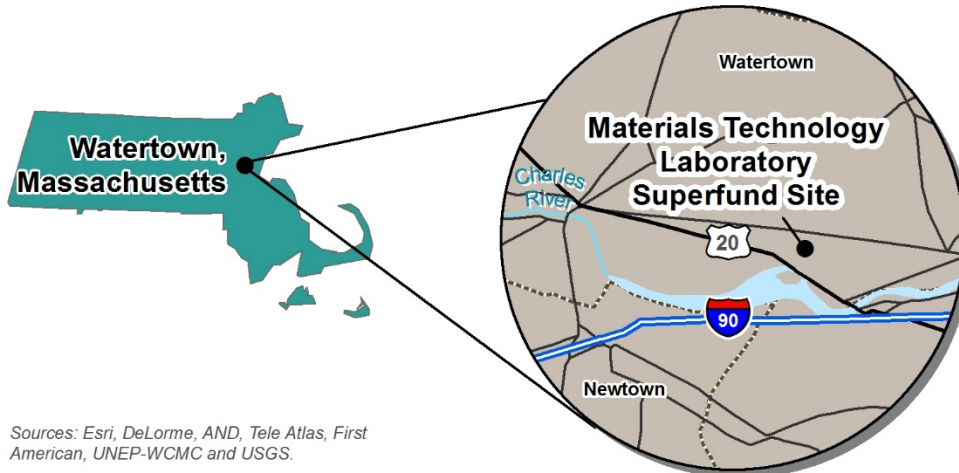 Watertown,
Massachusetts
Watertown
Materials Technology
Laboratory
Superfund Site
Charles
River
20
90
Newtown
Sources: Esri, DeLorme, AND, Tele Atlas, First
American, UNEP-WCMC and USGS.